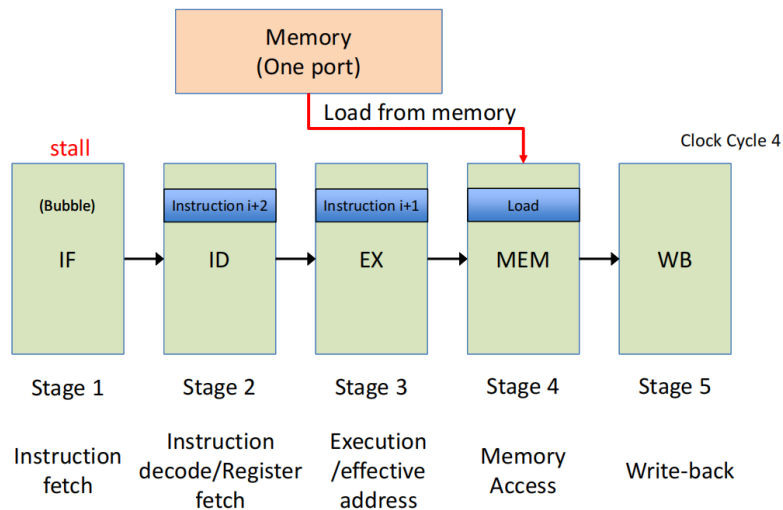 Memory
(One port)
Load from memory
Clock Cycle 4
stall
(Bubble)
Instruction i+2
Instruction i+1
Load
IF
ID
EX
MEM
WB
Stage 1
Stage 2
Stage 3
Stage 4
Stage 5
Instruction
fetch
Instruction
decode/Register
fetch
Execution
/effective
address
Memory
Access
Write-back